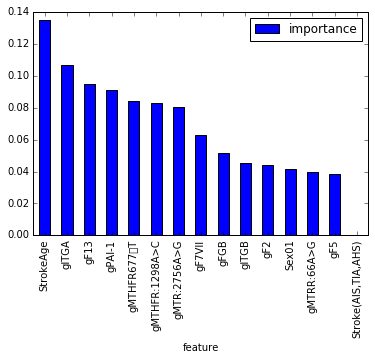 0.14
0.12
0.10
0.08
0.06
0.04
0.02
0.00
importance
StrokeAge
gITGA
gF13
gPAI-1
gMTHFR677▯T
gMTHFR:1298A>C
gMTR:2756A>G
gF7VII
gFGB
gITGB
gF2
Sex01
gMTRR:66A>G
gF5
Stroke(AIS,TIA,AHS)
feature